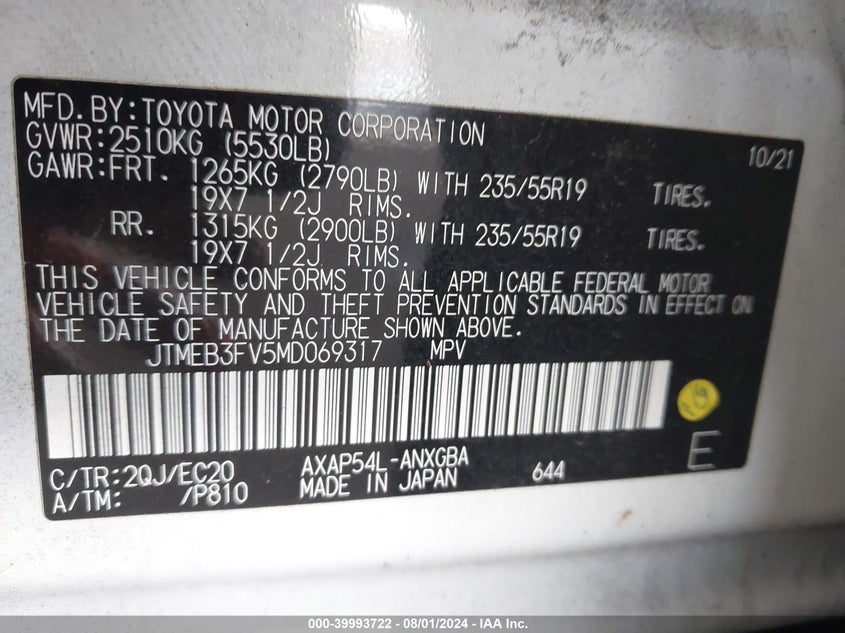 MFD.BY:TOYOTA MOTOR CORPORATION 10/21
GVWR:2510KG (5530LB)
GAWR:FRT. 1265KG (2790LB) WITH 235/55R19 TIRES.
19X7 1/2J RIMS.
RR. 1315KG (2900LB) WITH 235/55R19 TIRES.
19X7 1/2J RIMS.
THIS VEHICLE CONFORMS TO ALL APPLICABLE FEDERAL MOTOR
VEHICLE SAFETY AND THEFT PREVENTION STANDARDS IN EFFECT ON
THE DATE OF MANUFACTURE SHOWN ABOVE.
JTMEB3FV5MD069317 MPV
C/TR:2QJ/EC20 AXAP54L-ANXGBA 644 E
A/TM: /P810 MADE IN JAPAN
000-39993722 - 08/01/2024 - IAA Inc.